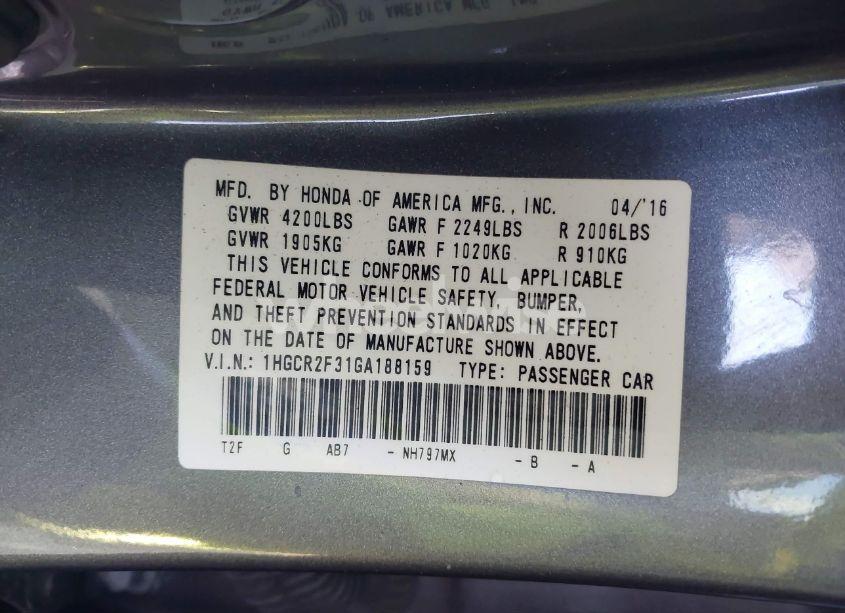 MFD. BY HONDA OF AMERICA MFG., INC. 04/'16
GVWR 4200LBS GAWR F 2249LBS R 2006LBS
GVWR 1905KG GAWR F 1020KG R 910KG
THIS VEHICLE CONFORMS TO ALL APPLICABLE
FEDERAL MOTOR VEHICLE SAFETY, BUMPER,
AND THEFT PREVENTION STANDARDS IN EFFECT
ON THE DATE OF MANUFACTURE SHOWN ABOVE.
V.I.N.: 1HGCR2F31GA188159 TYPE: PASSENGER CAR
T2F G AB7 - NH797MX - B - A